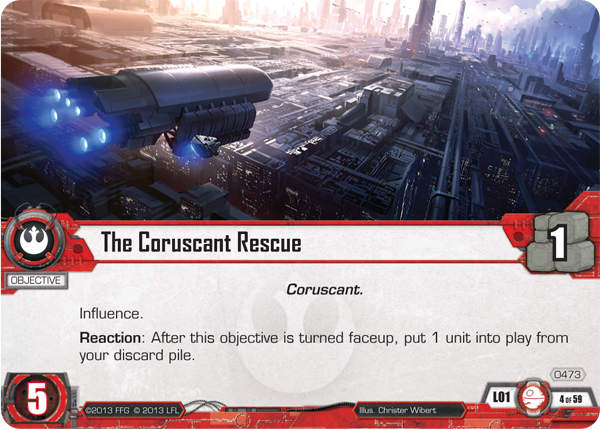 The Coruscant Rescue
1
OBJECTIVE
Coruscant.
Influence.
Reaction: After this objective is turned faceup, put 1 unit into play from
your discard pile.
0473
5
©2013 FFG © 2013 LFL
Illus. Christer Wibert
L01
4 of 59